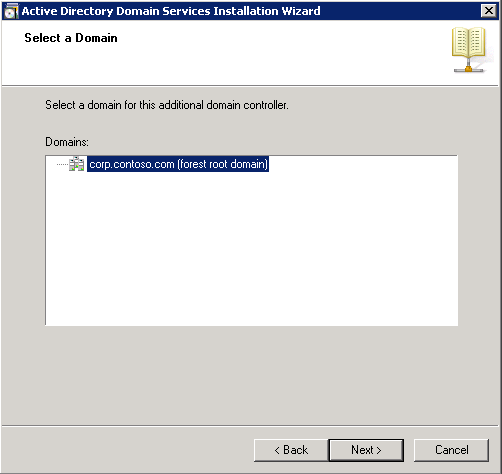 Active Directory Domain Services Installation Wizard
Select a Domain
Select a domain for this additional domain controller.
Domains:
corp.contoso.com (forest root domain)
< Back
Next >
Cancel